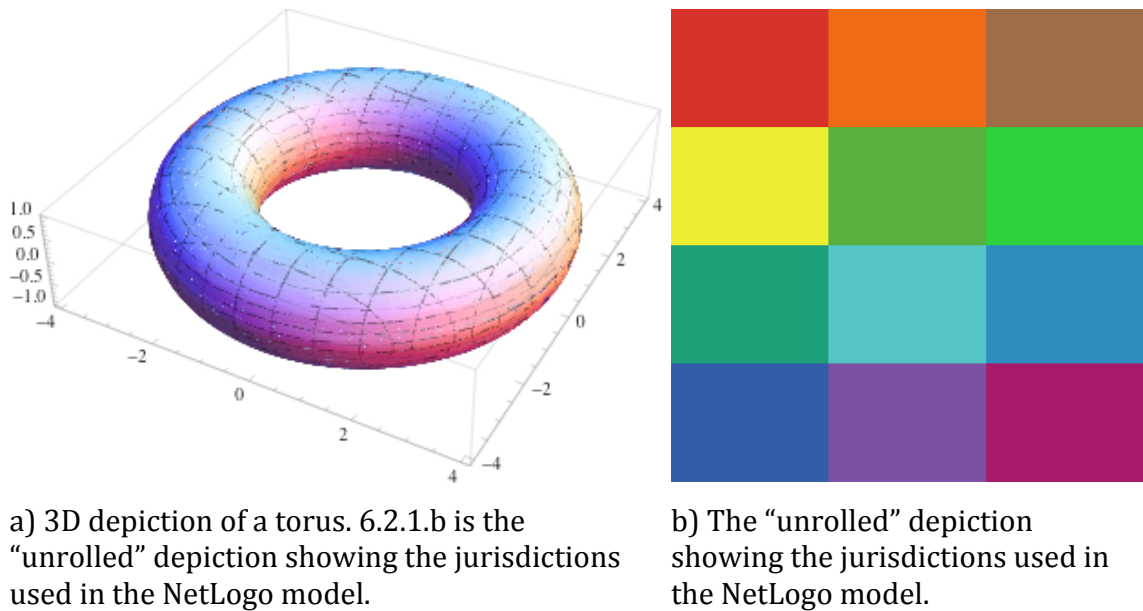 1.0
0.5
0.0
−0.5
−1.0
−4
−2
0
2
4
−4
−2
0
2
4
a) 3D depiction of a torus. 6.2.1.b is the
“unrolled” depiction showing the jurisdictions
used in the NetLogo model.
b) The “unrolled” depiction
showing the jurisdictions used in
the NetLogo model.